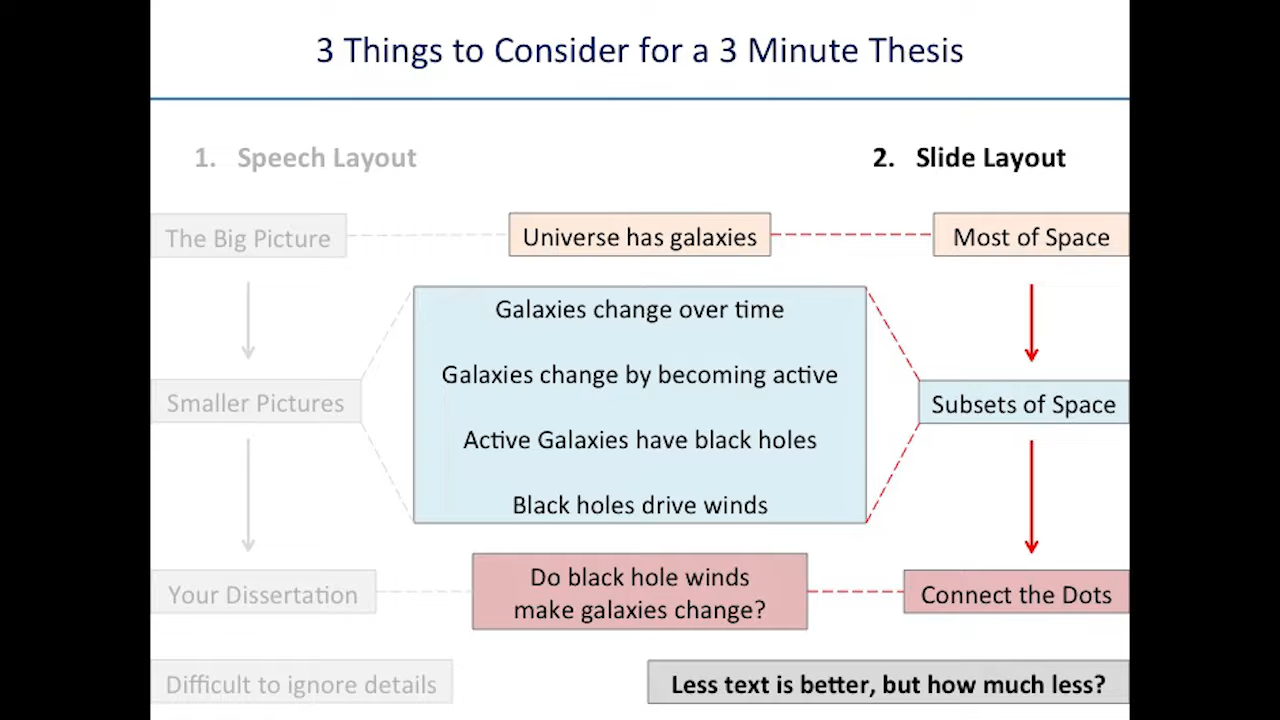 3 Things to Consider for a 3 Minute Thesis
1. Speech Layout
2. Slide Layout
The Big Picture
Universe has galaxies
Most of Space
Galaxies change over time
Galaxies change by becoming active
Smaller Pictures
Subsets of Space
Active Galaxies have black holes
Black holes drive winds
Your Dissertation
Do black hole winds
make galaxies change?
Connect the Dots
Difficult to ignore details
Less text is better, but how much less?